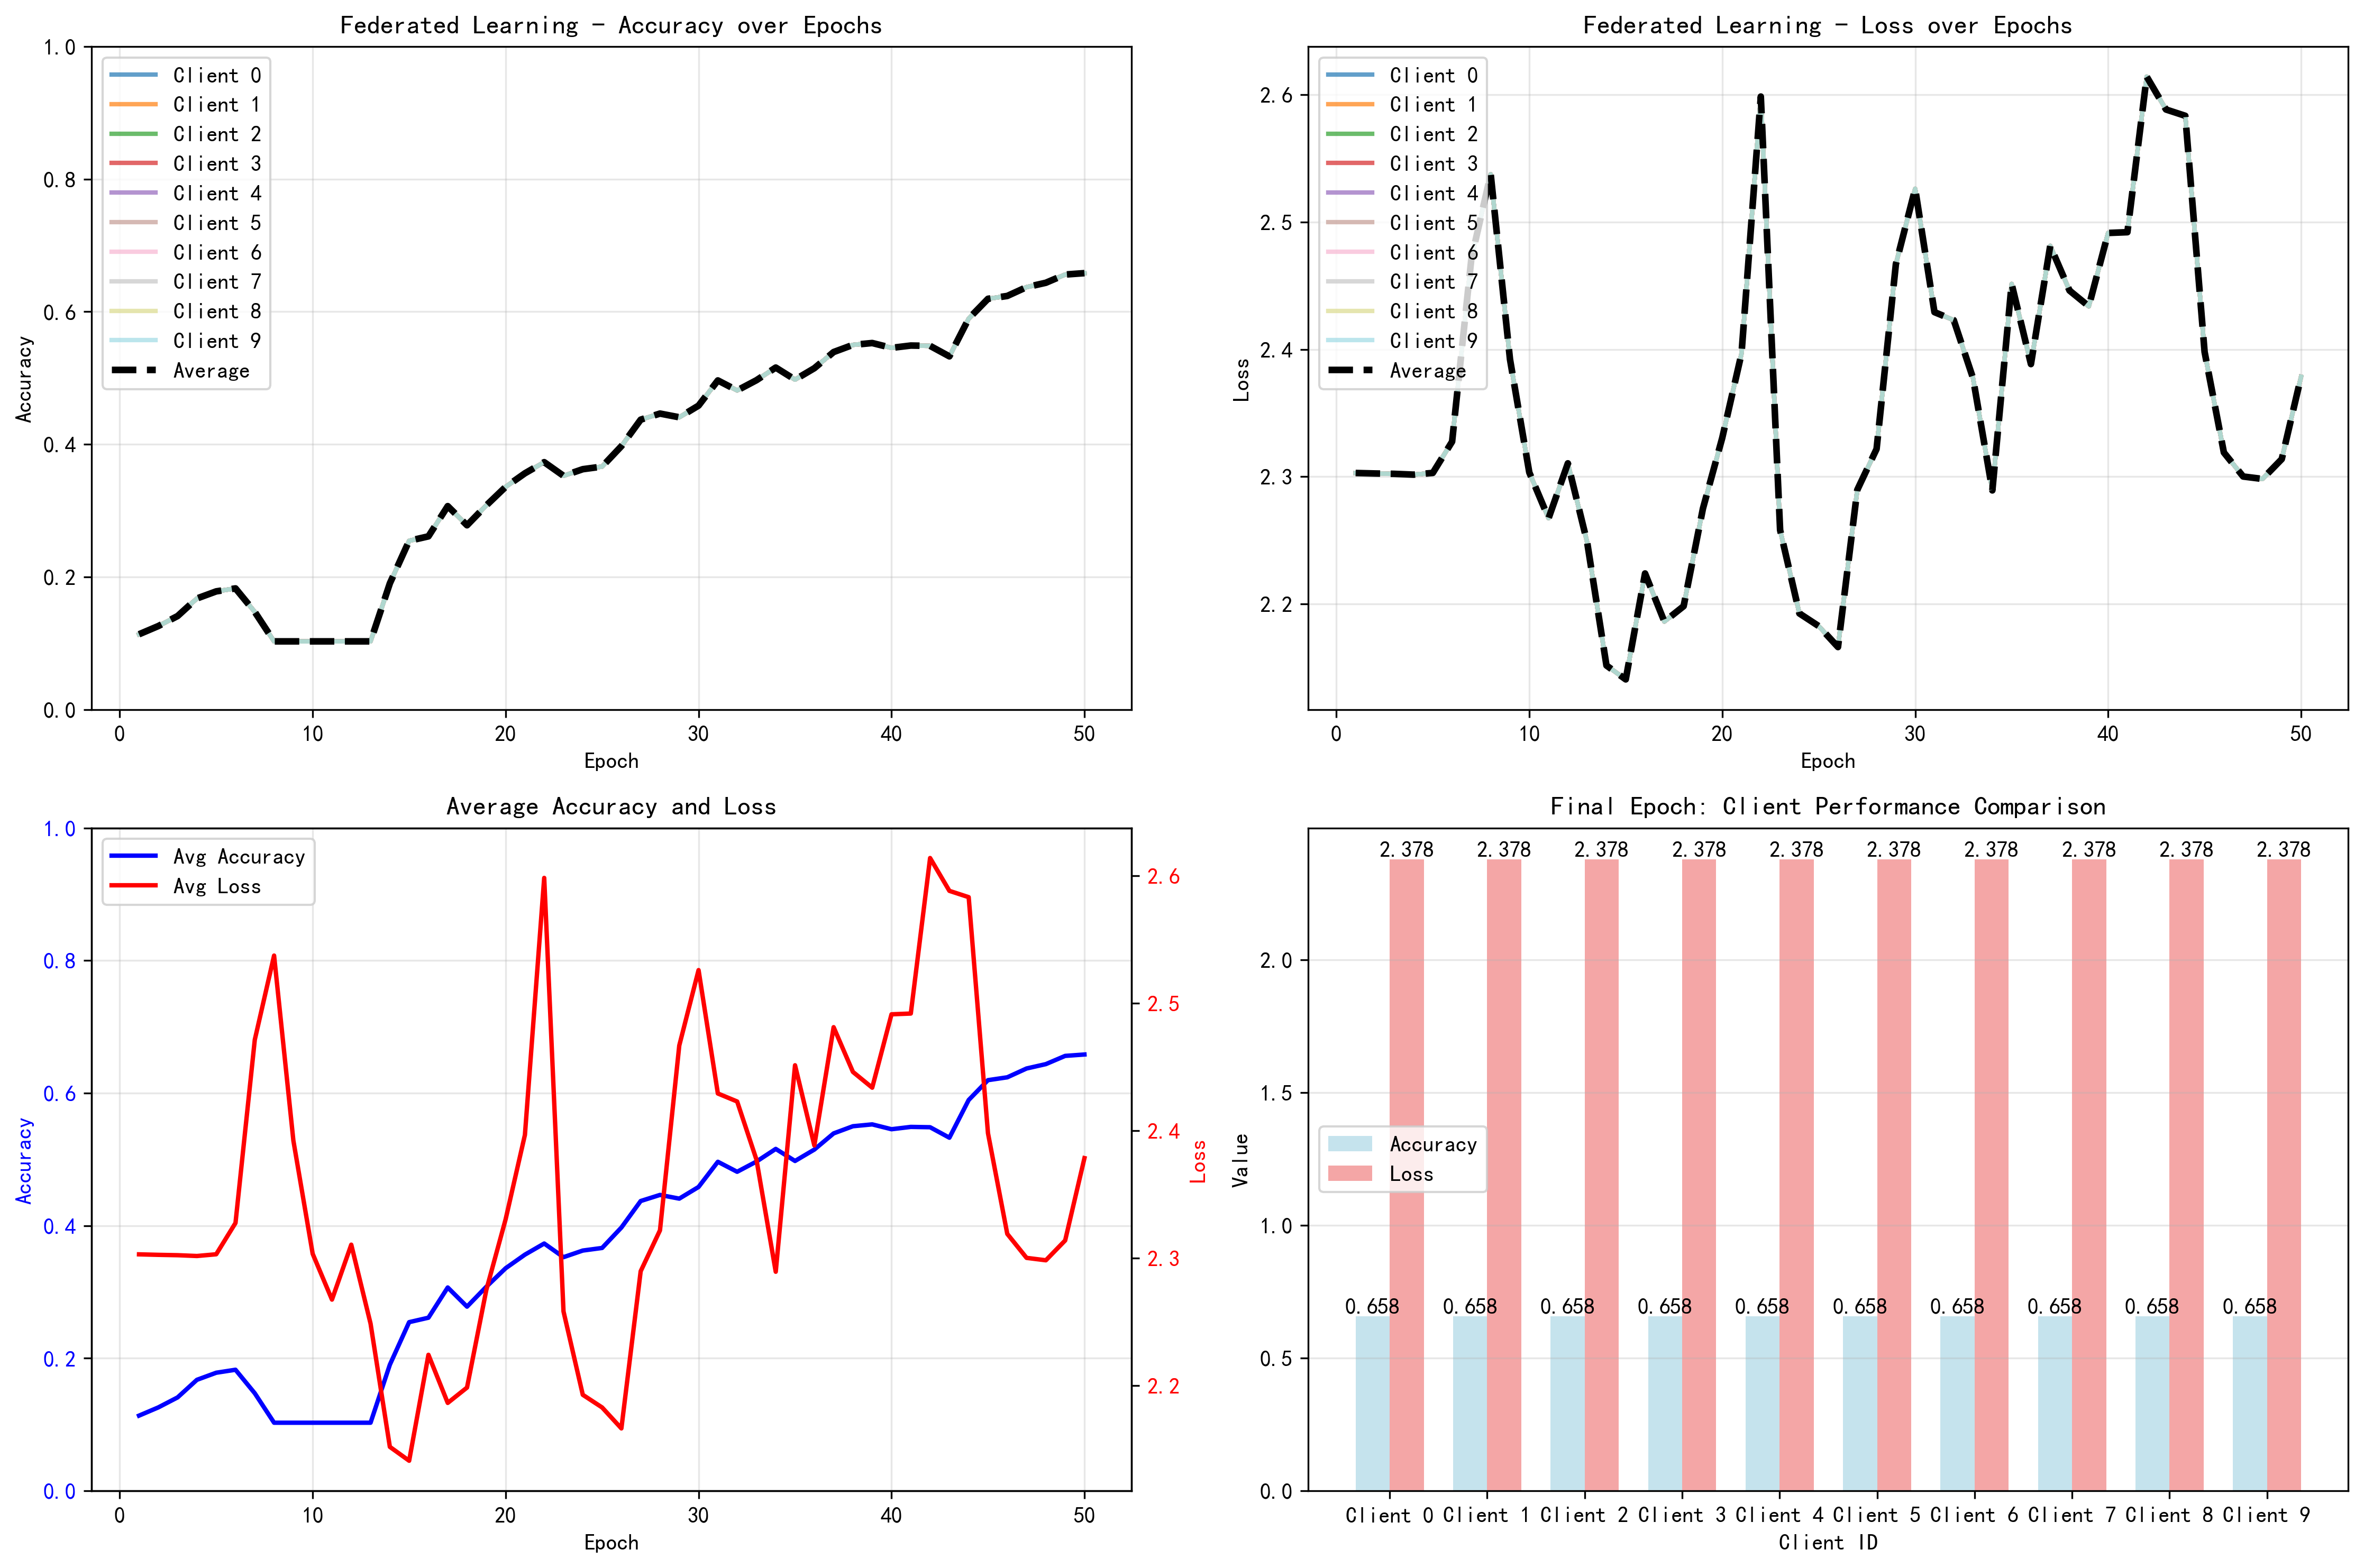 Federated Learning - Accuracy over Epochs
1.0
0.8
0.6
0.4
0.2
0.0
Accuracy
Client 0
Client 1
Client 2
Client 3
Client 4
Client 5
Client 6
Client 7
Client 8
Client 9
Average
0 10 20 30 40 50
Epoch
Federated Learning - Loss over Epochs
2.6
2.5
2.4
2.3
2.2
Loss
Client 0
Client 1
Client 2
Client 3
Client 4
Client 5
Client 6
Client 7
Client 8
Client 9
Average
0 10 20 30 40 50
Epoch
Average Accuracy and Loss
1.0
0.8
0.6
0.4
0.2
0.0
Accuracy
Avg Accuracy
Avg Loss
2.6
2.5
2.4
2.3
2.2
Loss
0 10 20 30 40 50
Epoch
Final Epoch: Client Performance Comparison
2.378 2.378 2.378 2.378 2.378 2.378 2.378 2.378 2.378 2.378
2.0
1.5
1.0
0.5
0.0
Value
Accuracy
Loss
0.658 0.658 0.658 0.658 0.658 0.658 0.658 0.658 0.658 0.658
Client 0 Client 1 Client 2 Client 3 Client 4 Client 5 Client 6 Client 7 Client 8 Client 9
Client ID